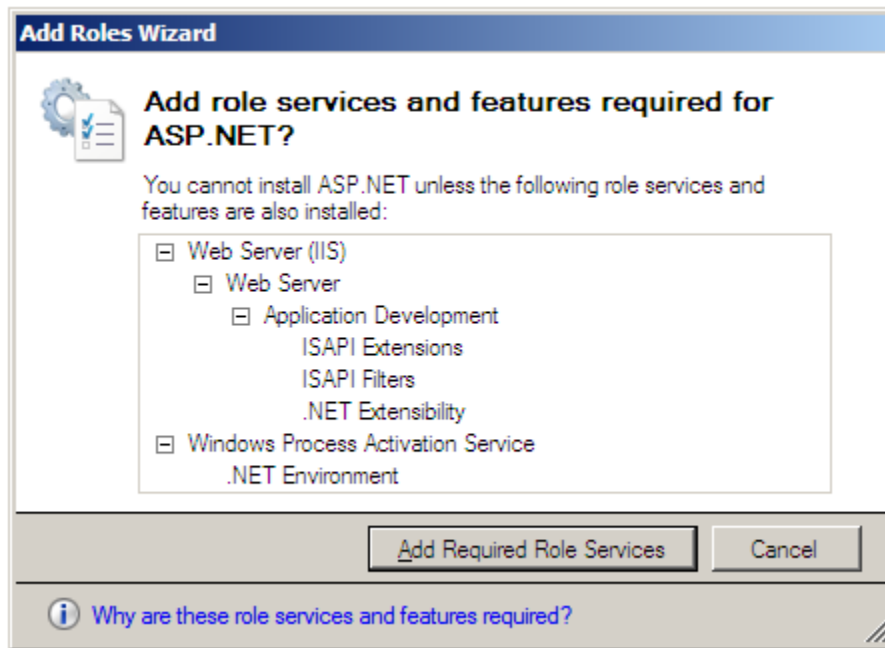 Add Roles Wizard
Add role services and features required for
ASP.NET?
You cannot install ASP.NET unless the following role services and
features are also installed:
Web Server (IIS)
Web Server
Application Development
ISAPI Extensions
ISAPI Filters
.NET Extensibility
Windows Process Activation Service
.NET Environment
Add Required Role Services Cancel
Why are these role services and features required?